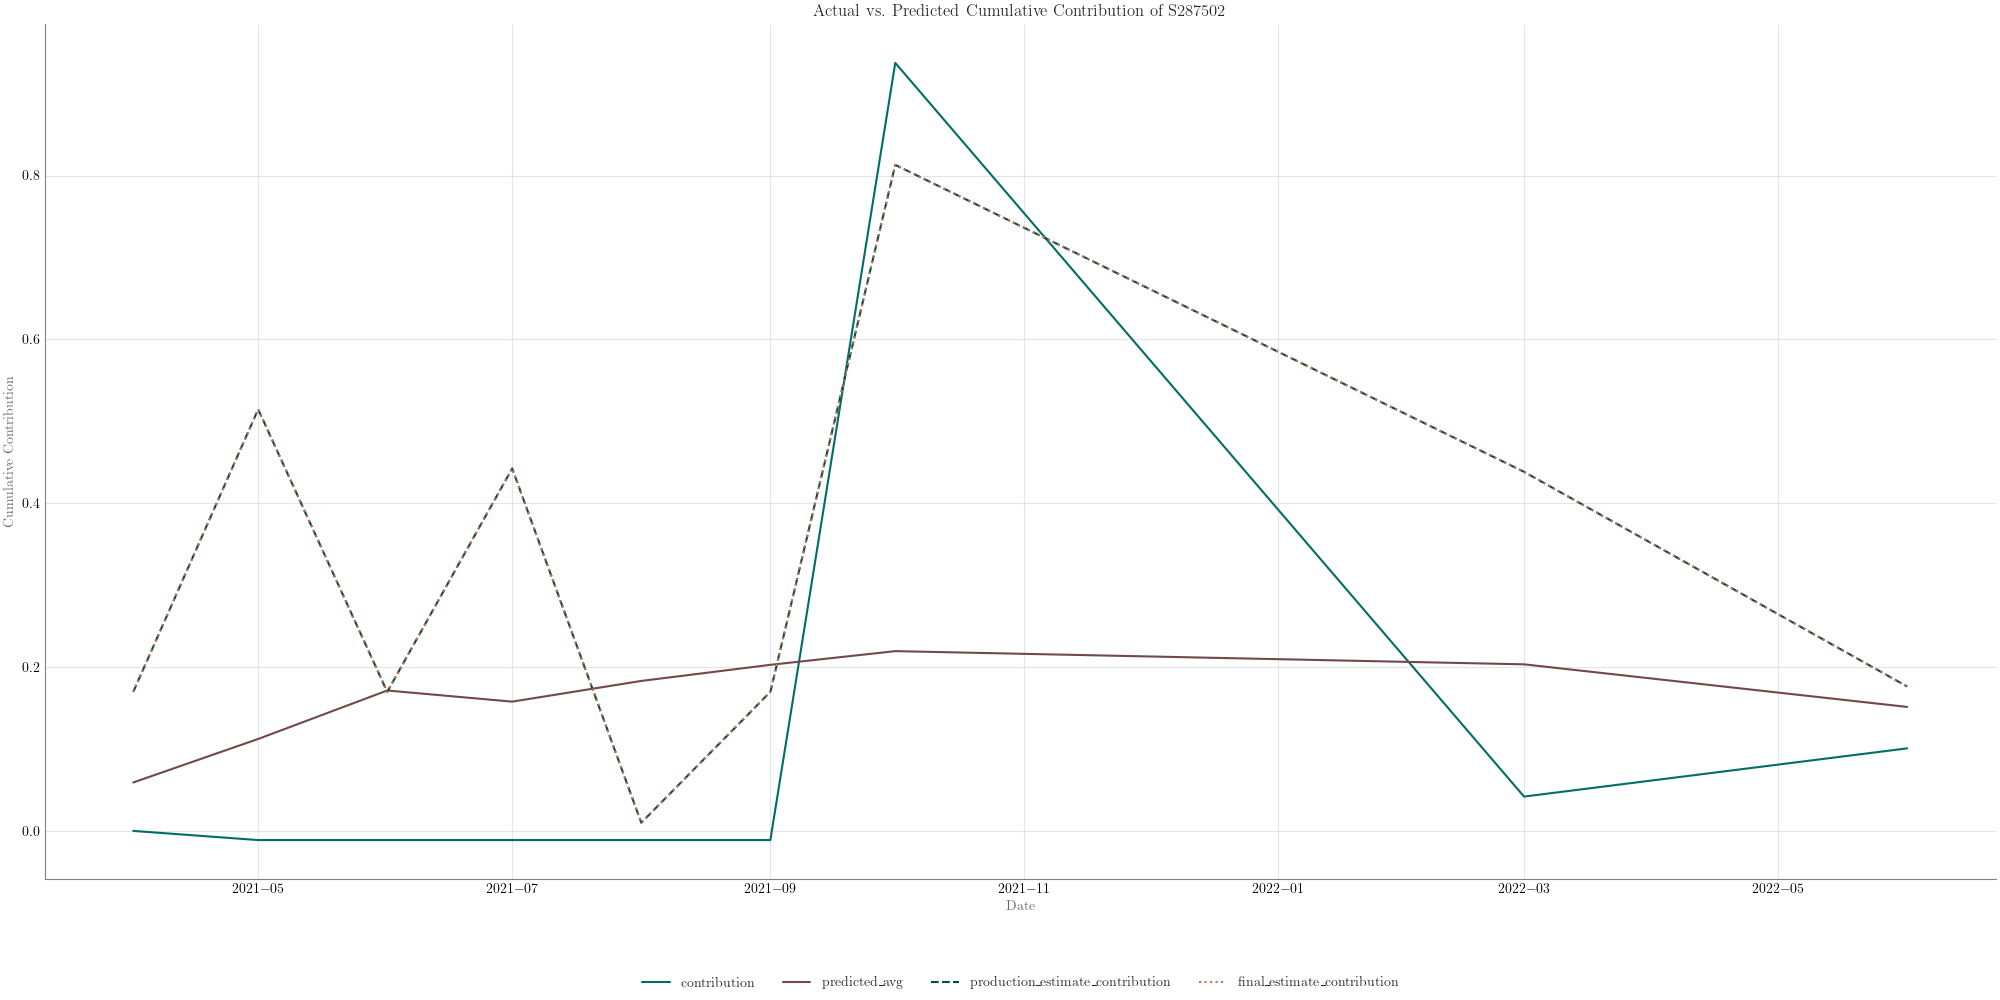 Actual vs. Predicted Cumulative Contribution of S287502
Cumulative Contribution
0.8
0.6
0.4
0.2
0.0
2021−05 2021−07 2021−09 2021−11 2022−01 2022−03 2022−05
Date
contribution predicted_avg production_estimate_contribution final_estimate_contribution